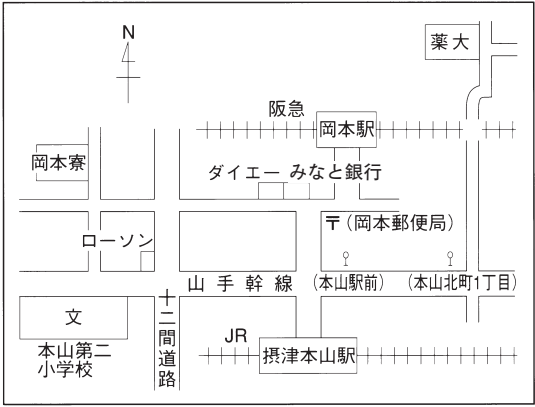 N
薬大
阪急
岡本駅
岡本寮
ダイエー みなと銀行
〒(岡本郵便局)
ローソン
山手幹線
(本山駅前)
(本山北町1丁目)
文
本山第二
小学校
十二間道路
JR
摂津本山駅